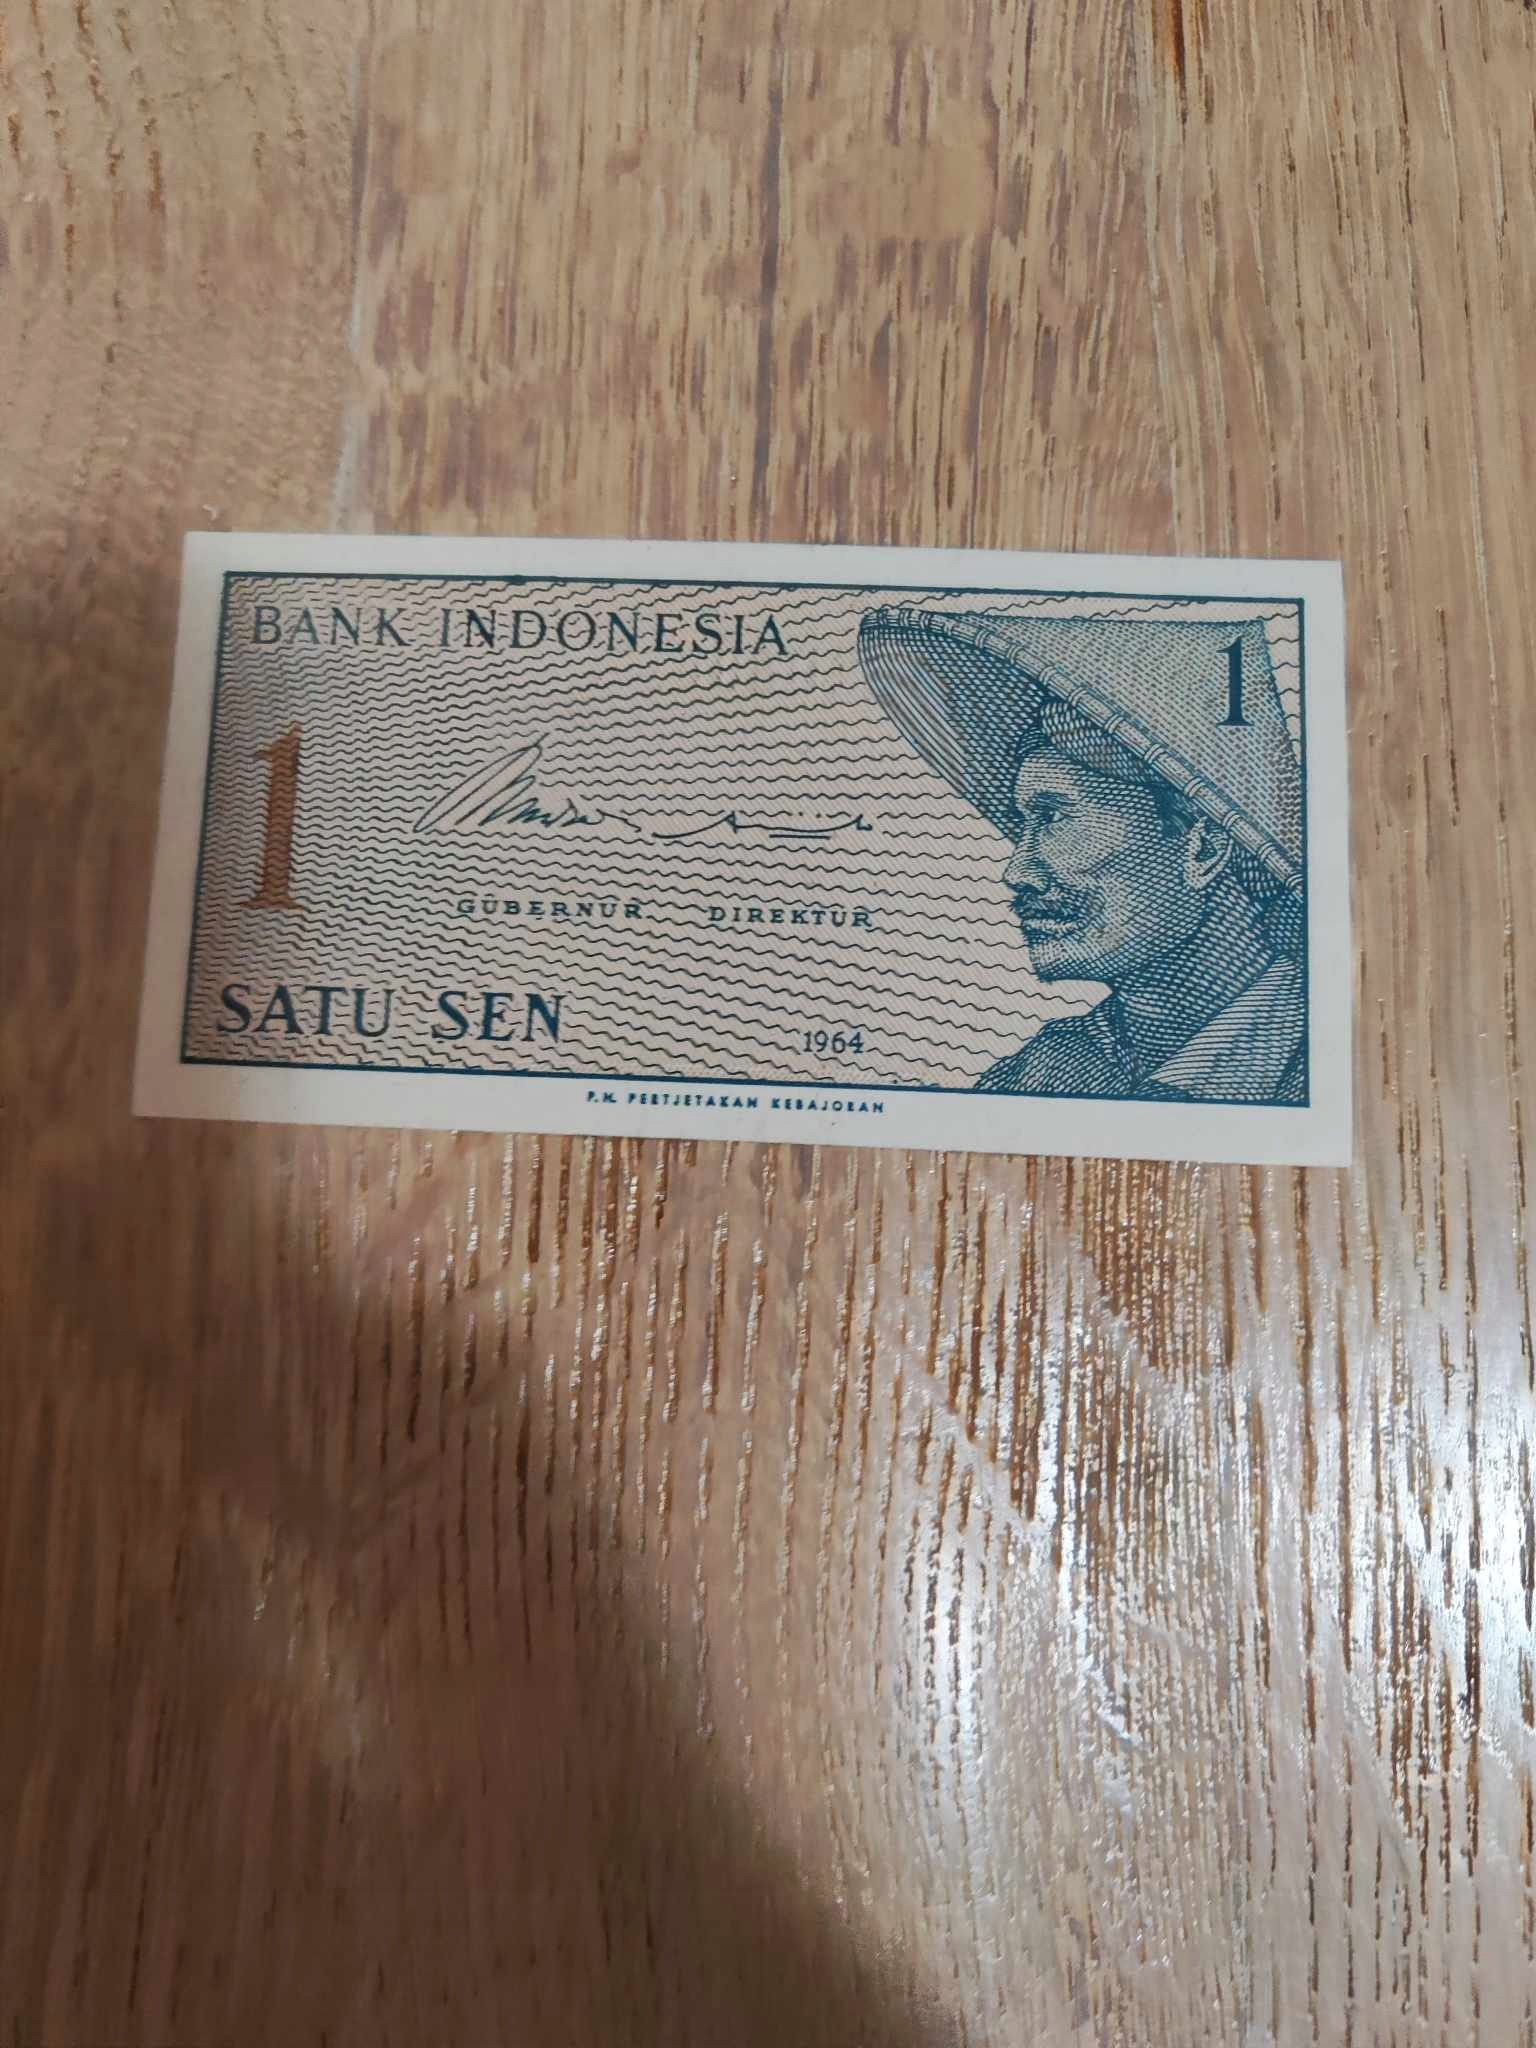 BANK INDONESIA
1
1
GUBERNUR DIREKTUR
SATU SEN
1964
P.N. PERTJETAKAN KEBAJORAN